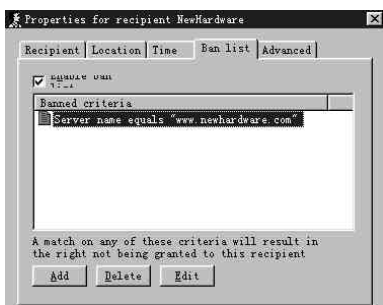 Properties for recipient NewHardware
Recipient Location Time Ban list Advanced
Enable ban
Banned criteria
Server name equals "www.newhardware.com"
A match on any of these criteria will result in
the right not being granted to this recipient
Add Delete Edit